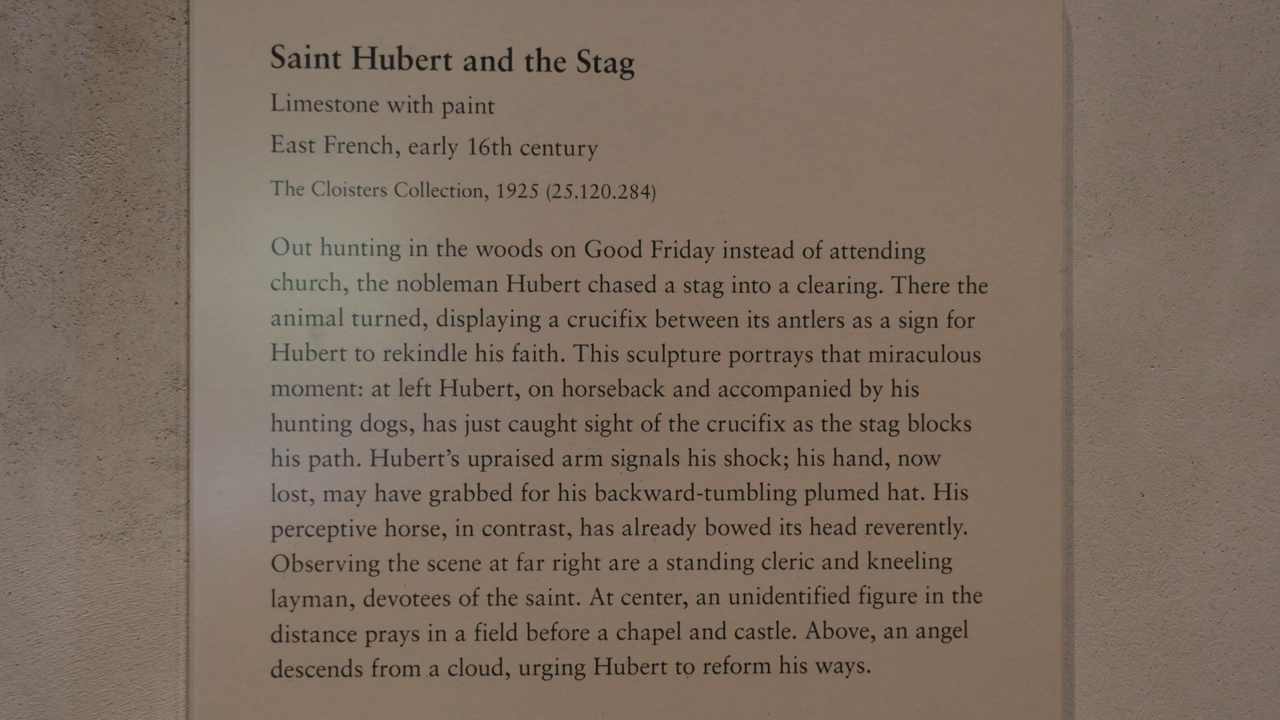 Saint Hubert and the Stag
Limestone with paint
East French, early 16th century
The Cloisters Collection, 1925 (25.120.284)
Out hunting in the woods on Good Friday instead of attending
church, the nobleman Hubert chased a stag into a clearing. There the
animal turned, displaying a crucifix between its antlers as a sign for
Hubert to rekindle his faith. This sculpture portrays that miraculous
moment: at left Hubert, on horseback and accompanied by his
hunting dogs, has just caught sight of the crucifix as the stag blocks
his path. Hubert’s upraised arm signals his shock; his hand, now
lost, may have grabbed for his backward-tumbling plumed hat. His
perceptive horse, in contrast, has already bowed its head reverently.
Observing the scene at far right are a standing cleric and kneeling
layman, devotees of the saint. At center, an unidentified figure in the
distance prays in a field before a chapel and castle. Above, an angel
descends from a cloud, urging Hubert to reform his ways.